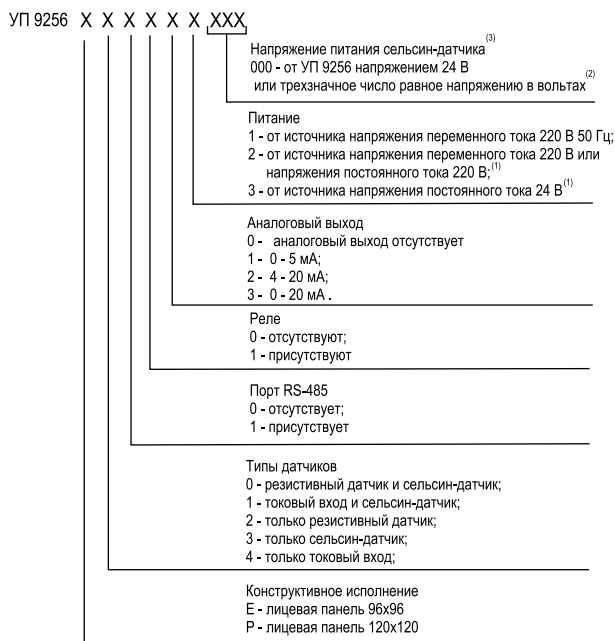 УП 9256 X X X X X X XXX
Напряжение питания сельсин-датчика(3)
000 - от УП 9256 напряжением 24 В
или трехзначное число равное напряжению в вольтах(2)
Питание
1 - от источника напряжения переменного тока 220 В 50 Гц;
2 - от источника напряжения переменного тока 220 В или
напряжения постоянного тока 220 В;(1)
3 - от источника напряжения постоянного тока 24 В(1)
Аналоговый выход
0 - аналоговый выход отсутствует
1 - 0 - 5 мА;
2 - 4 - 20 мА;
3 - 0 - 20 мА .
Реле
0 - отсутствуют;
1 - присутствуют
Порт RS-485
0 - отсутствует;
1 - присутствует
Типы датчиков
0 - резистивный датчик и сельсин-датчик;
1 - токовый вход и сельсин-датчик;
2 - только резистивный датчик;
3 - только сельсин-датчик;
4 - только токовый вход;
Конструктивное исполнение
Е - лицевая панель 96х96
Р - лицевая панель 120х120